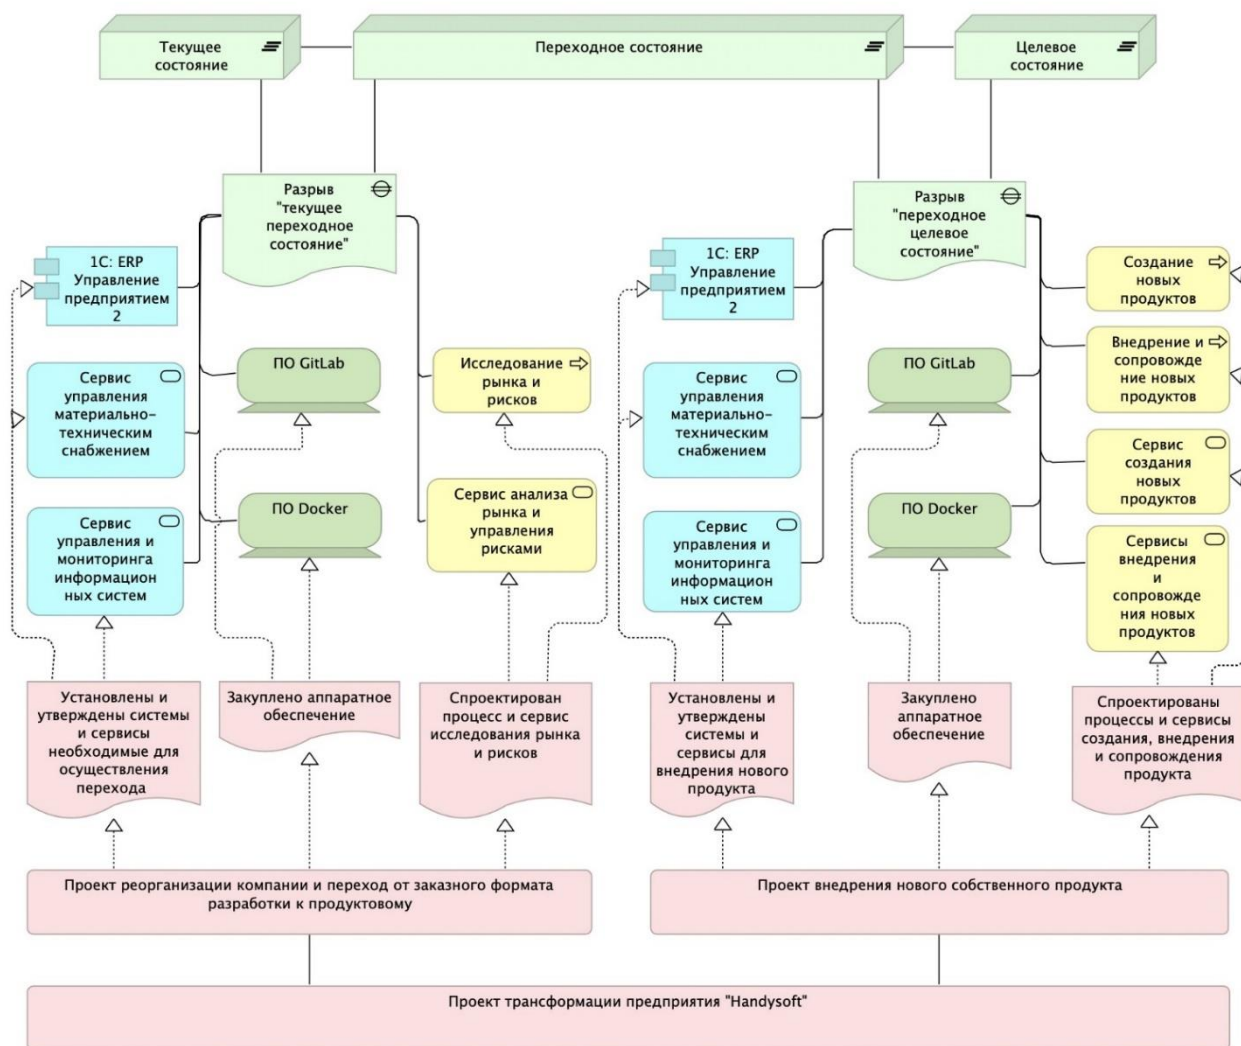 Текущее
состояние
Переходное состояние
Целевое
состояние
Разрыв
"текущее
переходное
состояние"
Разрыв
"переходное
целевое
состояние"
1С: ERP
Управление
предприятием
2
Сервис
управления
материально-
техническим
снабжением
Сервис
управления и
мониторинга
информацион
ных систем
ПО GitLab
ПО Docker
Исследование
рынка и
рисков
Сервис анализа
рынка и
управления
рисками
1С: ERP
Управление
предприятием
2
Сервис
управления
материально-
техническим
снабжением
Сервис
управления и
мониторинга
информацион
ных систем
ПО GitLab
ПО Docker
Создание
новых
продуктов
Внедрение и
сопровожде
ние новых
продуктов
Сервис
создания
новых
продуктов
Сервисы
внедрения
и
сопровожде
ния новых
продуктов
Установлены и
утверждены системы
и сервисы
необходимые для
осуществления
перехода
Закуплено аппаратное
обеспечение
Спроектирован
процесс и сервис
исследования рынка
и рисков
Установлены и
утверждены
системы и
сервисы для
внедрения нового
продукта
Закуплено
аппаратное
обеспечение
Спроектированы
процессы и сервисы
создания, внедрения
и сопровождения
продукта
Проект реорганизации компании и переход от заказного формата
разработки к продуктовому
Проект внедрения нового собственного продукта
Проект трансформации предприятия "Handysoft"